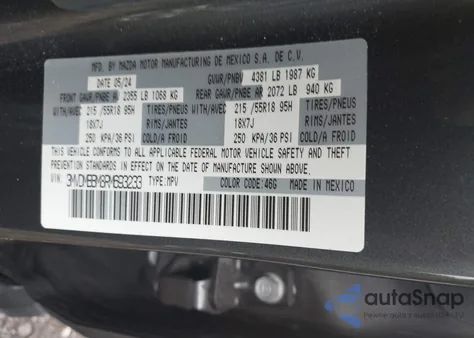 MFD. BY MAZDA MOTOR MANUFACTURING DE MEXICO S.A. DE C.V.
DATE 05/24 GVWR/PNBV 4381 LB 1987 KG
FRONT GAWR/PNBE AV 2355 LB 1068 KG REAR GAWR/PNBE AR 2072 LB 940 KG
WITH/AVEC 215 /55R18 95H TIRES/PNEUS WITH/AVEC 215 /55R18 95H TIRES/PNEUS
18X7J RIMS/JANTES 18X7J RIMS/JANTES
250 KPA/36 PSI COLD/A FROID 250 KPA/36 PSI COLD/A FROID
THIS VEHICLE CONFORMS TO ALL APPLICABLE FEDERAL MOTOR VEHICLE SAFETY AND THEFT
PREVENTION STANDARDS IN EFFECT ON THE DATE OF MANUFACTURE
SHOWN ABOVE.
VIN: TYPE: MPV COLOR CODE: 46G MADE IN MEXICO
autoSnap